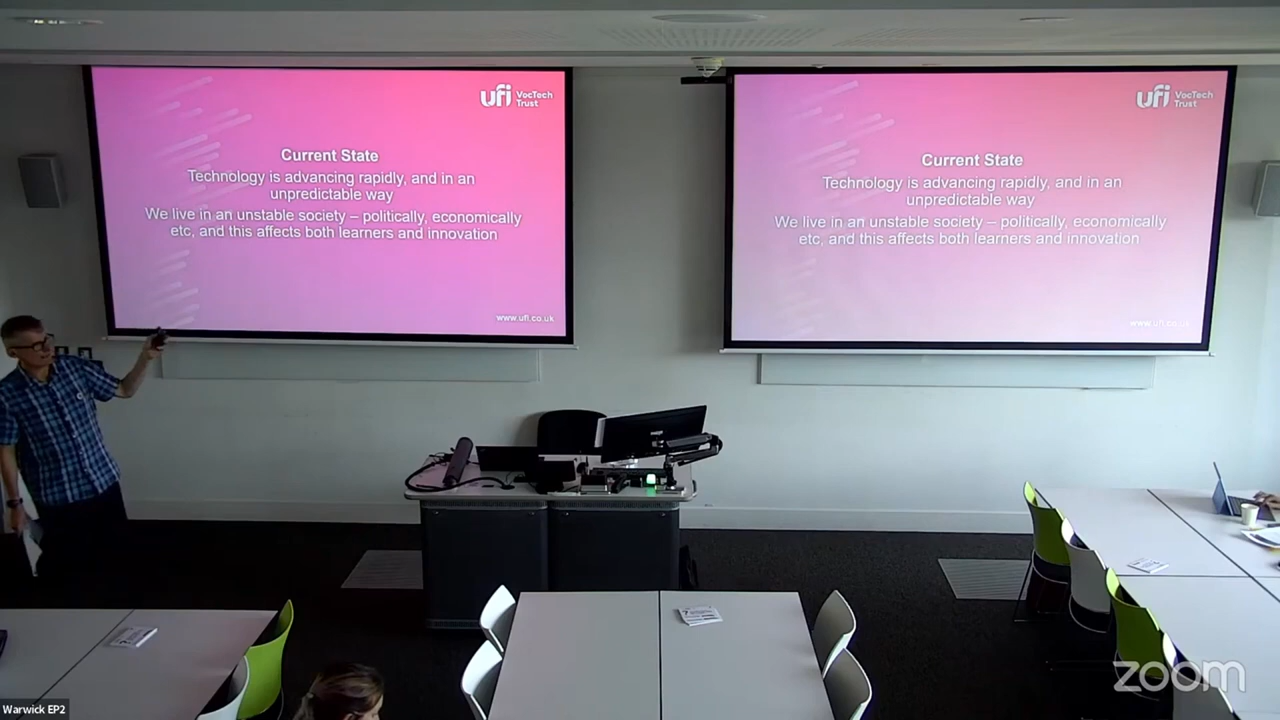 ufi VocTech
Trust
Current State
Technology is advancing rapidly, and in an
unpredictable way
We live in an unstable society – politically, economically
etc, and this affects both learners and innovation
www.ufi.co.uk
ufi VocTech
Trust
Current State
Technology is advancing rapidly, and in an
unpredictable way
We live in an unstable society – politically, economically
etc, and this affects both learners and innovation
www.ufi.co.uk
zoom
Warwick EP2